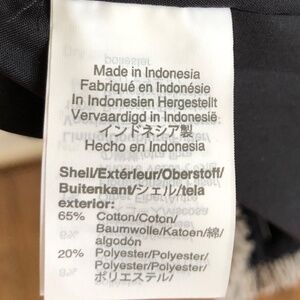 Made in Indonesia
Fabriqué en Indonésie
In Indonesien Hergestellt
Vervaardigd in Indonesië
インドネシア製
Hecho en Indonesia
Shell/Extérieur/Oberstoff/
Buitenkant/シェル/tela
exterior:
65% Cotton/Coton/
Baumwolle/Katoen/綿/
algodón
20% Polyester/Polyester/
Polyester/Polyester/
ポリエステル/